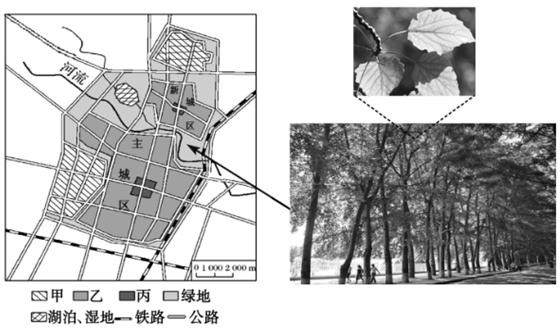 河流
新
城
区
主
城
区
0 1 000 2 000 m
甲 乙 丙 绿地
湖泊、湿地 铁路 公路